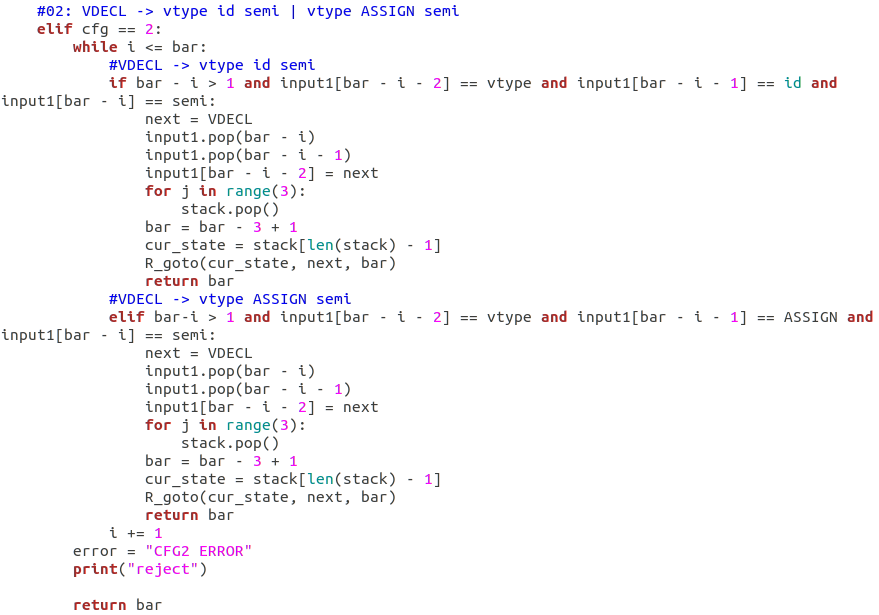 #02: VDECL -> vtype id semi | vtype ASSIGN semi
    elif cfg == 2:
        while i <= bar:
            #VDECL -> vtype id semi
            if bar - i > 1 and input1[bar - i - 2] == vtype and input1[bar - i - 1] == id and
input1[bar - i] == semi:
                next = VDECL
                input1.pop(bar - i)
                input1.pop(bar - i - 1)
                input1[bar - i - 2] = next
                for j in range(3):
                    stack.pop()
                bar = bar - 3 + 1
                cur_state = stack[len(stack) - 1]
                R_goto(cur_state, next, bar)
                return bar
            #VDECL -> vtype ASSIGN semi
            elif bar-i > 1 and input1[bar - i - 2] == vtype and input1[bar - i - 1] == ASSIGN and
input1[bar - i] == semi:
                next = VDECL
                input1.pop(bar - i)
                input1.pop(bar - i - 1)
                input1[bar - i - 2] = next
                for j in range(3):
                    stack.pop()
                bar = bar - 3 + 1
                cur_state = stack[len(stack) - 1]
                R_goto(cur_state, next, bar)
                return bar
            i += 1
        error = "CFG2 ERROR"
        print("reject")

        return bar